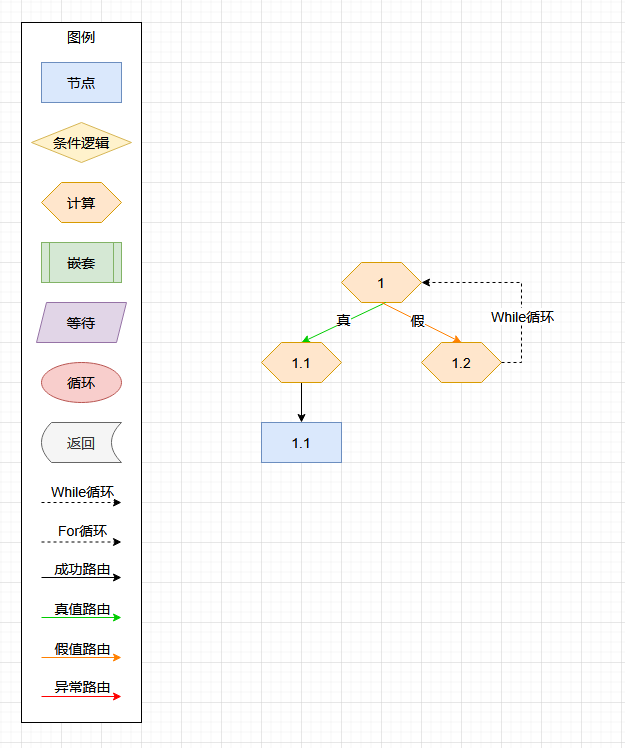 图例
节点
条件逻辑
计算
嵌套
等待
循环
返回
While循环
For循环
成功路由
真值路由
假值路由
异常路由
1
真
假
While循环
1.1
1.2
1.1